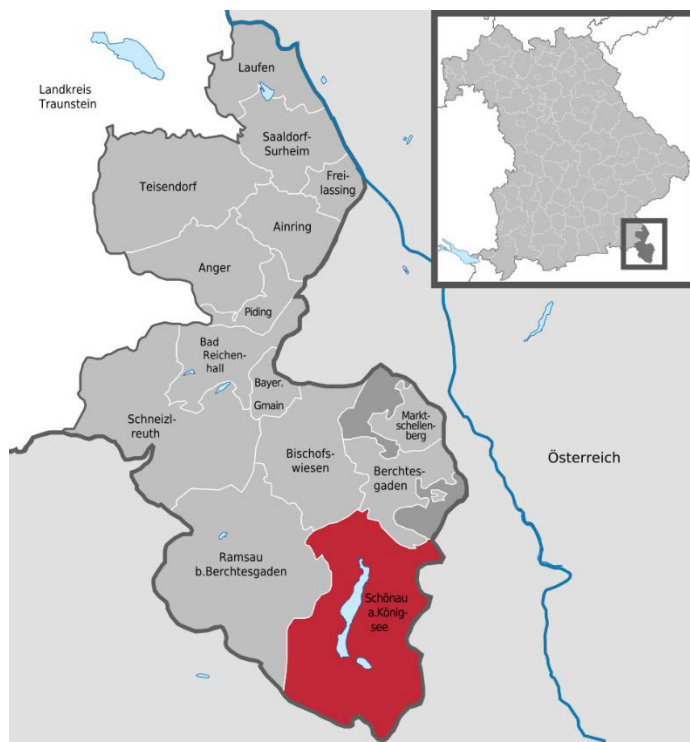 Landkreis
Traunstein
Laufen
Saaldorf-
Surheim
Teisendorf
Frei-
lassing
Ainring
Anger
Piding
Bad
Reichen-
hall
Bayer.
Gmain
Schneizl-
reuth
Bischofs-
wiesen
Markt-
schellen-
berg
Berchtes-
gaden
Österreich
Ramsau
b.Berchtesgaden
Schönau
a.König-
see